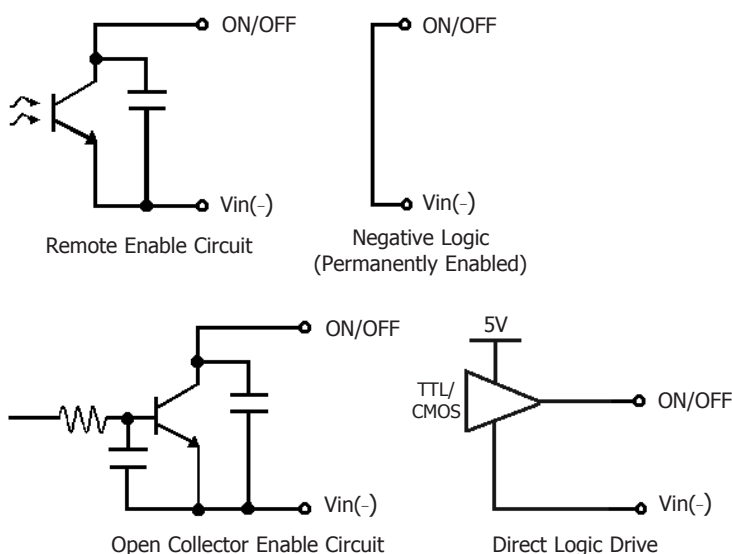 ON/OFF
Vin(-)
Remote Enable Circuit
ON/OFF
Vin(-)
Negative Logic
(Permanently Enabled)
ON/OFF
Vin(-)
Open Collector Enable Circuit
5V
TTL/
CMOS
ON/OFF
Vin(-)
Direct Logic Drive